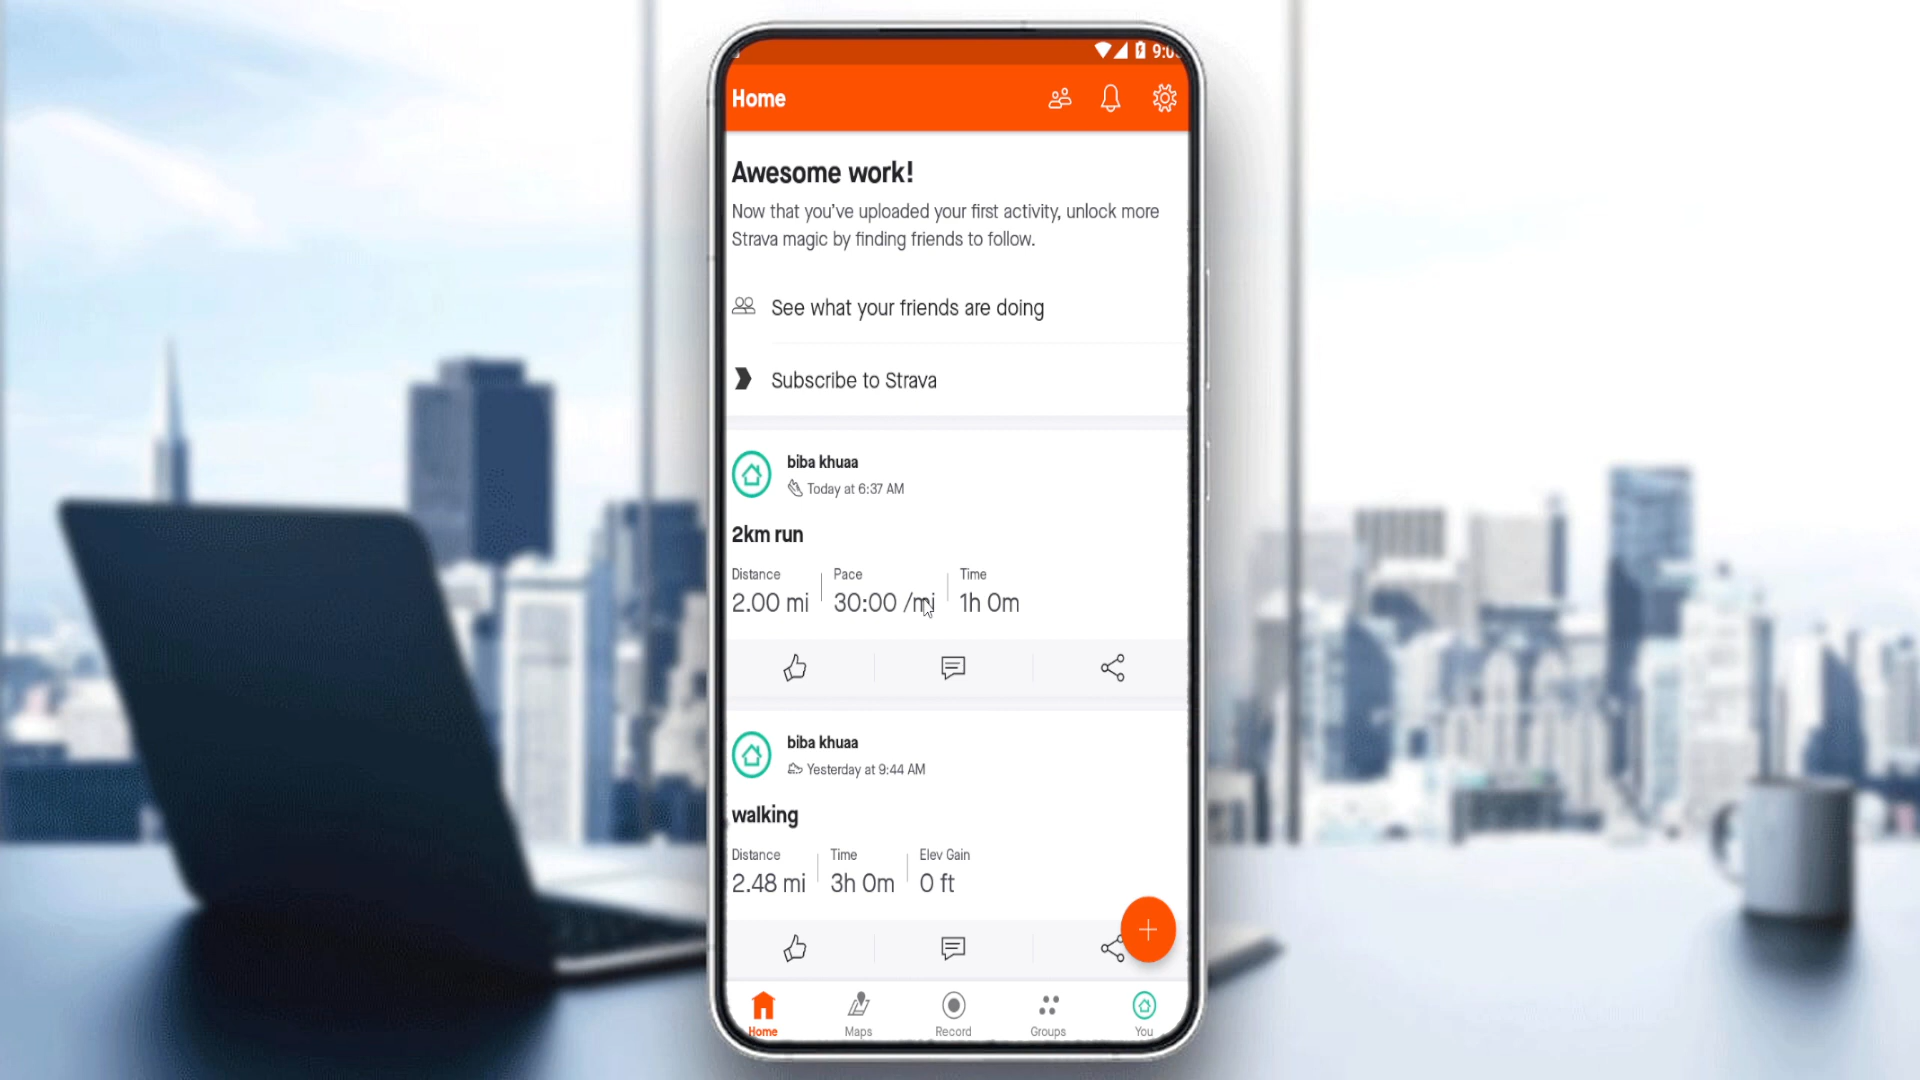 Home
Awesome work!
Now that you've uploaded your first activity, unlock more
Strava magic by finding friends to follow.
See what your friends are doing
Subscribe to Strava
biba khuaa
Today at 6:37 AM
2km run
Distance Pace Time
2.00 mi 30:00 /mi 1h 0m
biba khuaa
Yesterday at 9:44 AM
walking
Distance Time Elev Gain
2.48 mi 3h 0m 0 ft
Home Maps Record Groups You